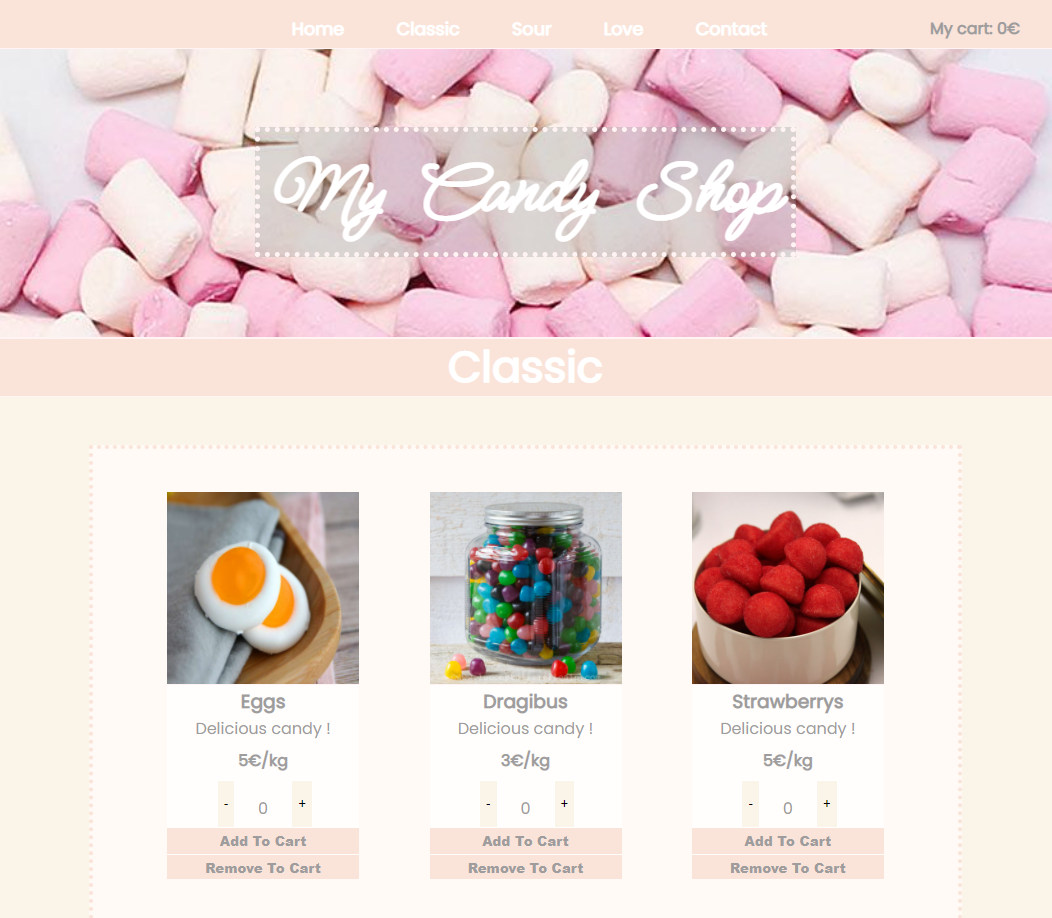 Home Classic Sour Love Contact My cart: 0€
My Candy Shop
Classic
Eggs
Delicious candy !
5€/kg
- 0 +
Add To Cart
Remove To Cart
Dragibus
Delicious candy !
3€/kg
- 0 +
Add To Cart
Remove To Cart
Strawberrys
Delicious candy !
5€/kg
- 0 +
Add To Cart
Remove To Cart